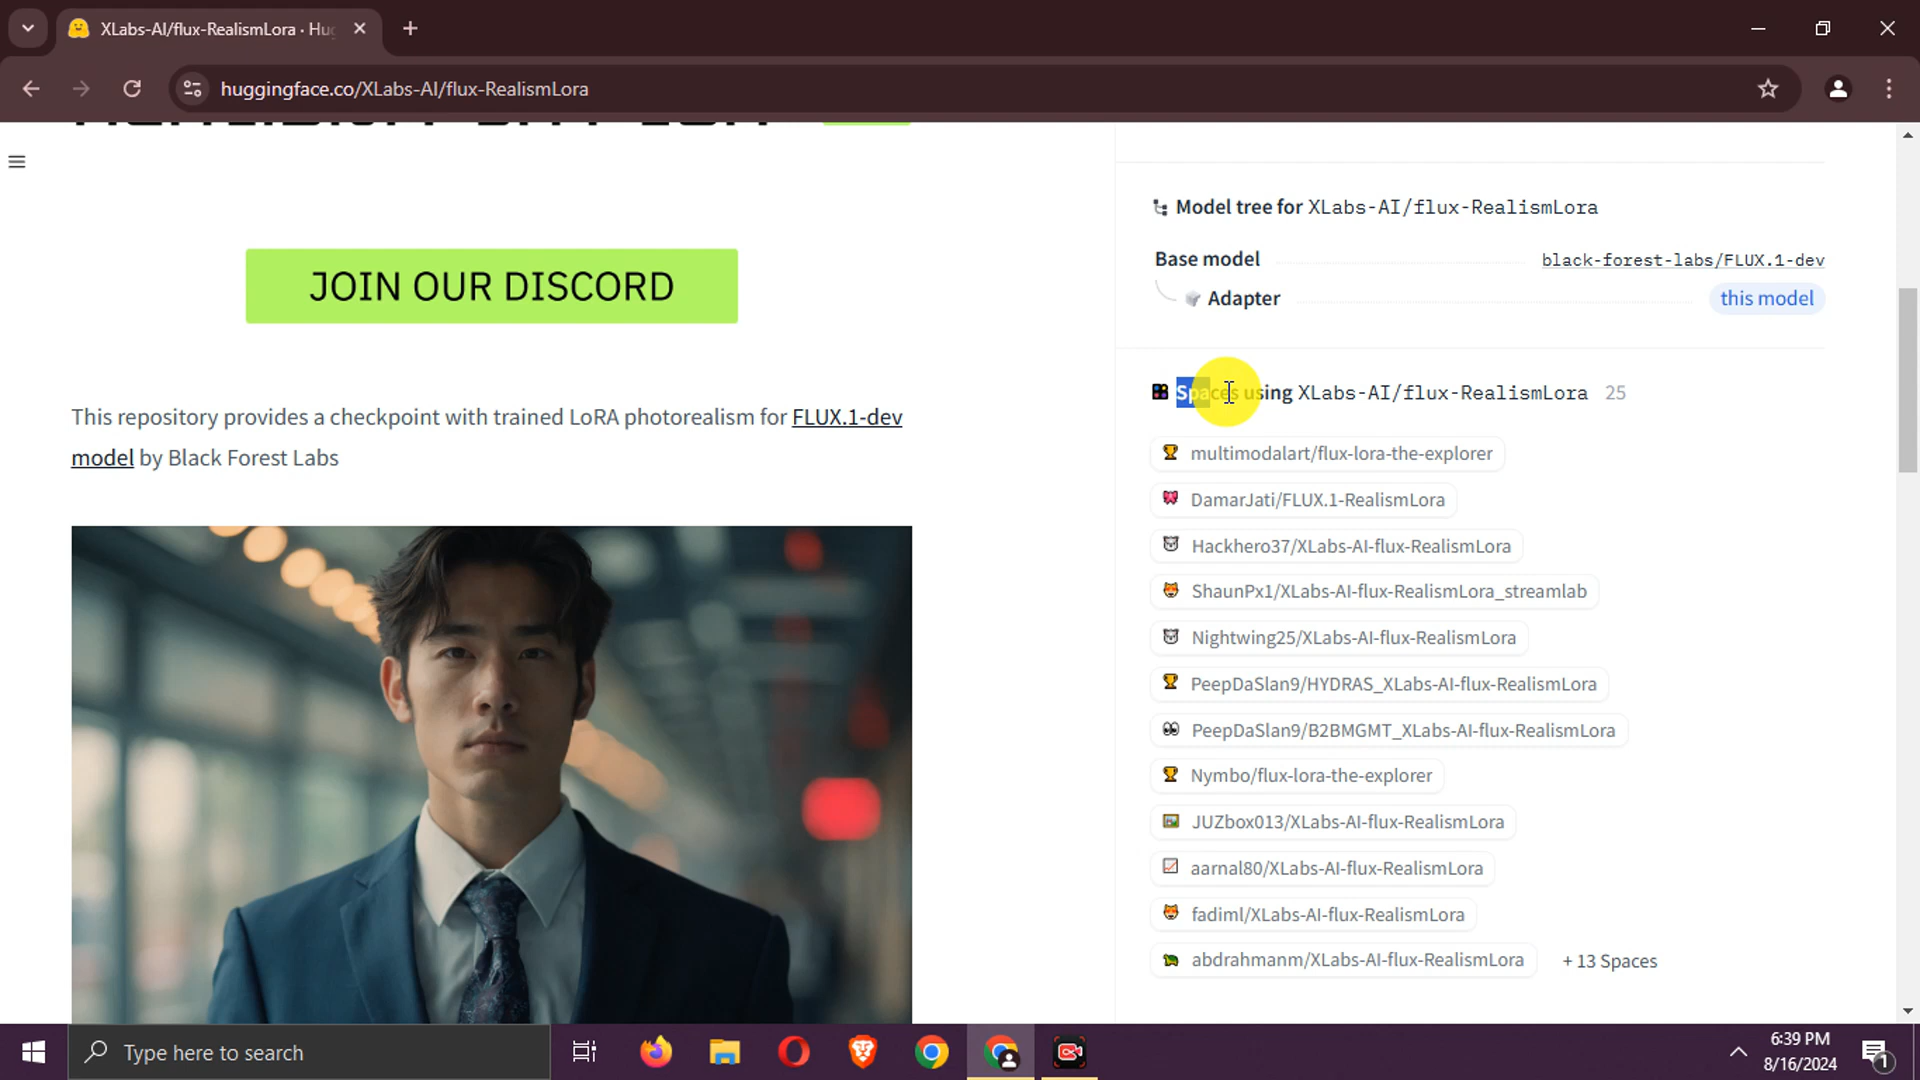 XLabs-AI/flux-RealismLora · Hug
huggingface.co/XLabs-AI/flux-RealismLora
JOIN OUR DISCORD
This repository provides a checkpoint with trained LoRA photorealism for FLUX.1-dev
model by Black Forest Labs
Model tree for XLabs-AI/flux-RealismLora
Base model black-forest-labs/FLUX.1-dev
Adapter this model
Spaces using XLabs-AI/flux-RealismLora 25
multimodalart/flux-lora-the-explorer
DamarJati/FLUX.1-RealismLora
Hackhero37/XLabs-AI-flux-RealismLora
ShaunPx1/XLabs-AI-flux-RealismLora_streamlab
Nightwing25/XLabs-AI-flux-RealismLora
PeepDaSlan9/HYDRAS_XLabs-AI-flux-RealismLora
PeepDaSlan9/B2BMGMT_XLabs-AI-flux-RealismLora
Nymbo/flux-lora-the-explorer
JUZbox013/XLabs-AI-flux-RealismLora
aarnal80/XLabs-AI-flux-RealismLora
fadiml/XLabs-AI-flux-RealismLora
abdrahmanm/XLabs-AI-flux-RealismLora + 13 Spaces
Type here to search
6:39 PM
8/16/2024
1